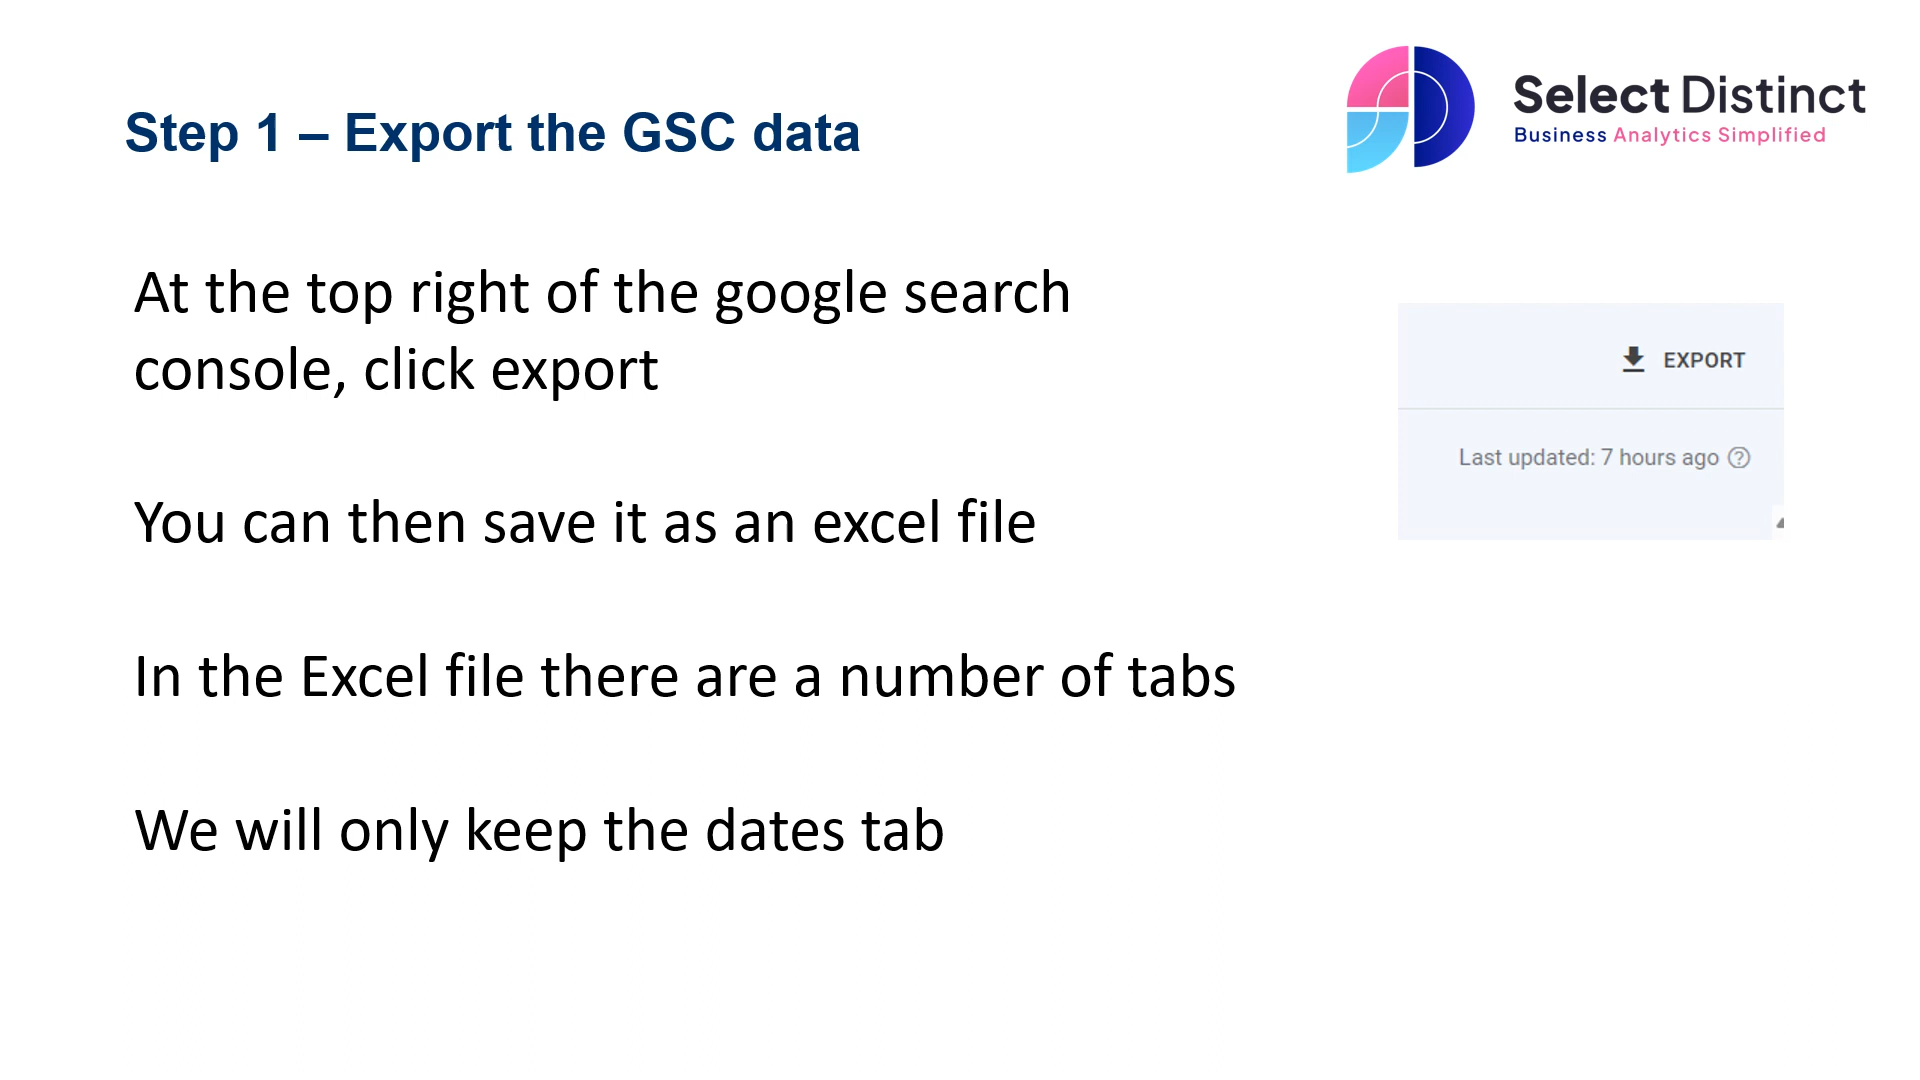 Step 1 – Export the GSC data
Select Distinct
Business Analytics Simplified
At the top right of the google search
console, click export
EXPORT
Last updated: 7 hours ago
You can then save it as an excel file
In the Excel file there are a number of tabs
We will only keep the dates tab